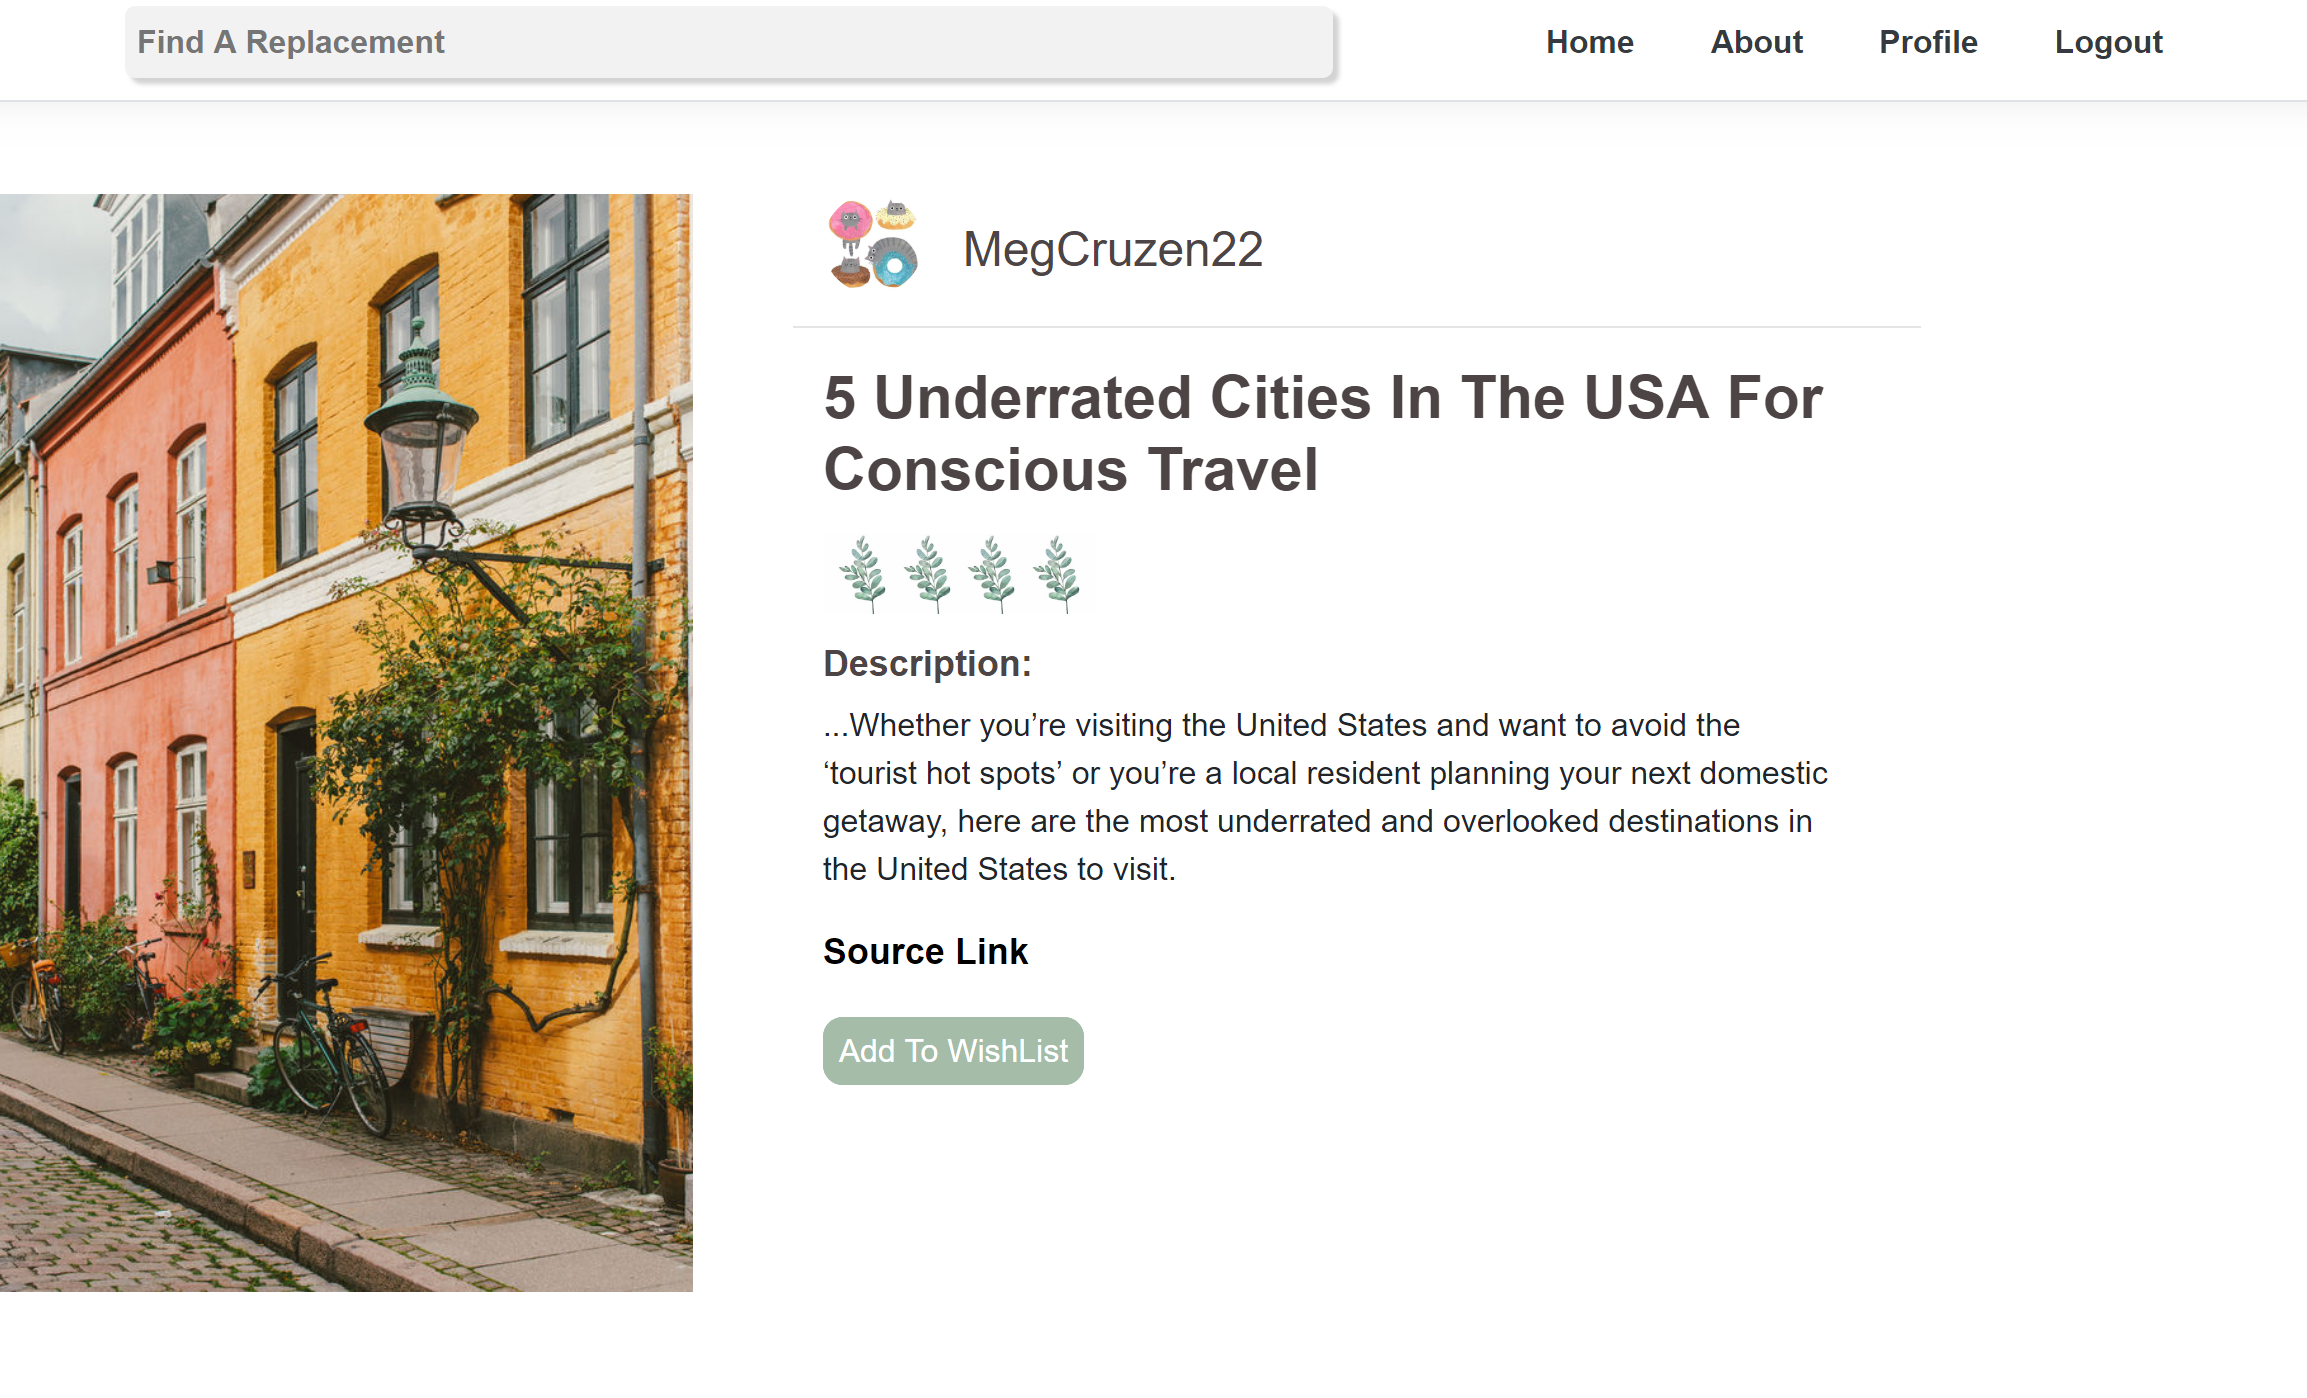 Find A Replacement
Home
About
Profile
Logout
MegCruzen22
5 Underrated Cities In The USA For
Conscious Travel
Description:
...Whether you’re visiting the United States and want to avoid the
‘tourist hot spots’ or you’re a local resident planning your next domestic
getaway, here are the most underrated and overlooked destinations in
the United States to visit.
Source Link
Add To WishList